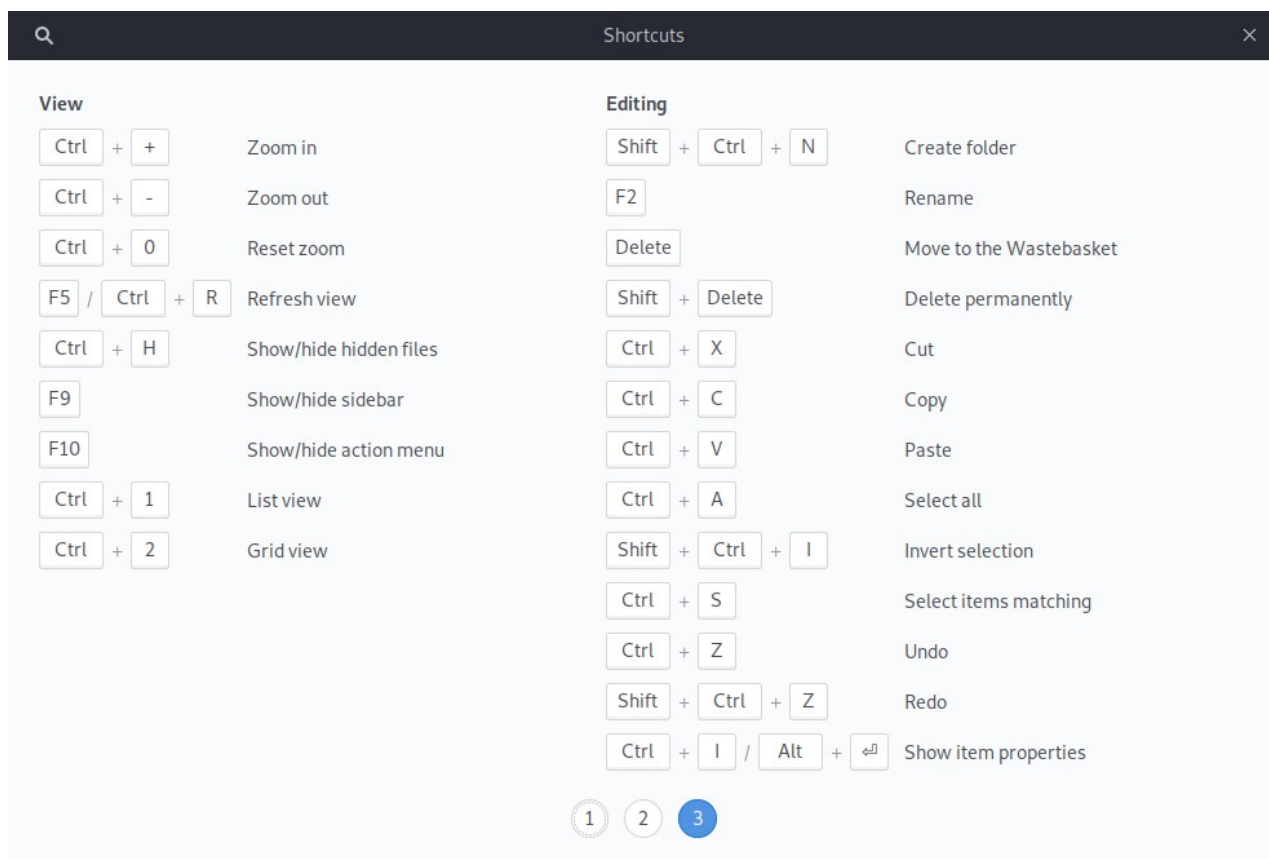 Shortcuts
View
Ctrl + + Zoom in
Ctrl + - Zoom out
Ctrl + 0 Reset zoom
F5 / Ctrl + R Refresh view
Ctrl + H Show/hide hidden files
F9 Show/hide sidebar
F10 Show/hide action menu
Ctrl + 1 List view
Ctrl + 2 Grid view
Editing
Shift + Ctrl + N Create folder
F2 Rename
Delete Move to the Wastebasket
Shift + Delete Delete permanently
Ctrl + X Cut
Ctrl + C Copy
Ctrl + V Paste
Ctrl + A Select all
Shift + Ctrl + I Invert selection
Ctrl + S Select items matching
Ctrl + Z Undo
Shift + Ctrl + Z Redo
Ctrl + I / Alt + ⏎ Show item properties
1 2 3